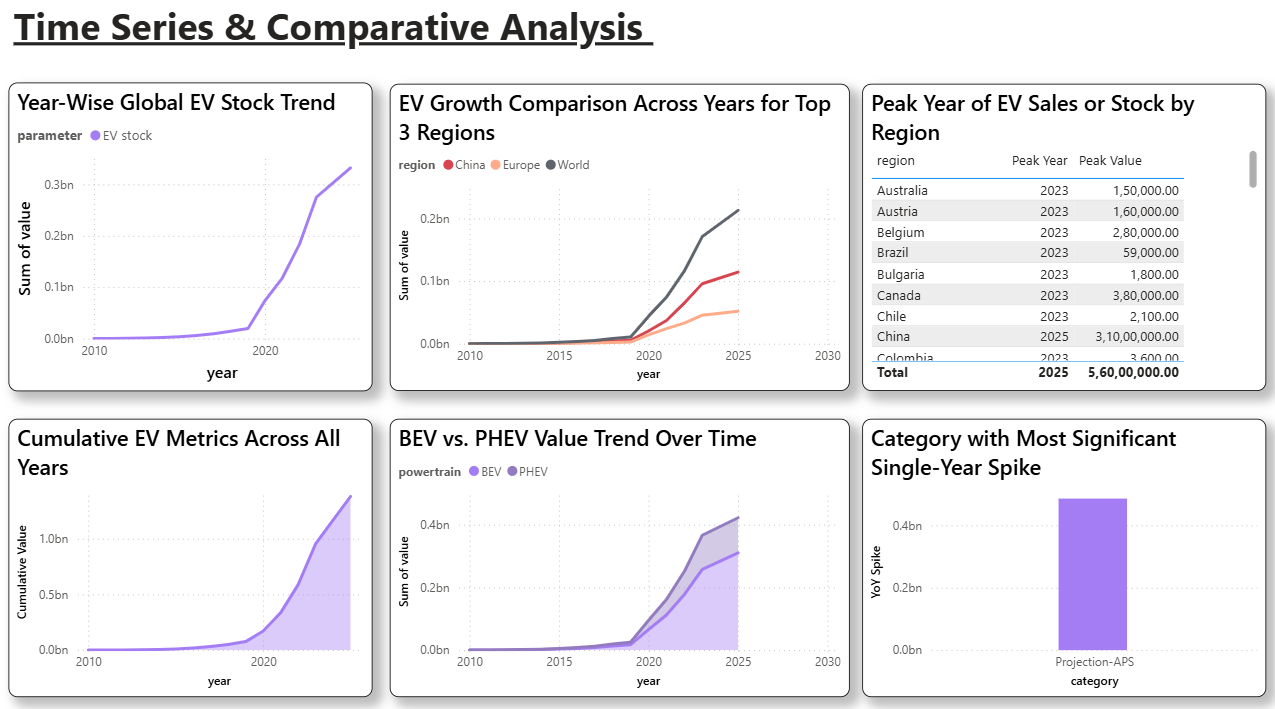 Time Series & Comparative Analysis
Year-Wise Global EV Stock Trend
parameter EV stock
Sum of value
0.3bn
0.2bn
0.1bn
0.0bn
2010 2020
year
EV Growth Comparison Across Years for Top
3 Regions
region China Europe World
Sum of value
0.2bn
0.1bn
0.0bn
2010 2015 2020 2025 2030
year
Peak Year of EV Sales or Stock by
Region
region Peak Year Peak Value
Australia 2023 1,50,000.00
Austria 2023 1,60,000.00
Belgium 2023 2,80,000.00
Brazil 2023 59,000.00
Bulgaria 2023 1,800.00
Canada 2023 3,80,000.00
Chile 2023 2,100.00
China 2025 3,10,00,000.00
Colombia 2023 3,600.00
Total 2025 5,60,00,000.00
Cumulative EV Metrics Across All
Years
Cumulative Value
1.0bn
0.5bn
0.0bn
2010 2020
year
BEV vs. PHEV Value Trend Over Time
powertrain BEV PHEV
Sum of value
0.4bn
0.2bn
0.0bn
2010 2015 2020 2025 2030
year
Category with Most Significant
Single-Year Spike
YoY Spike
0.4bn
0.2bn
0.0bn
Projection-APS
category